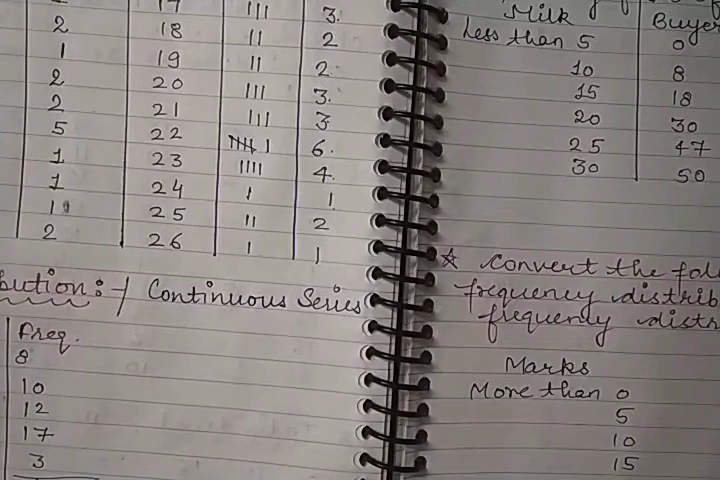 17 |||
3.
2 18 || 2
1 19 || 2
2 20 ||| 3.
2 21 ||| 3
5 22 |||| | 6.
1 23 |||| 4.
1 24 | 1
1 25 || 2
2 26 | 1
bution :-/ Continuous Series
Freq.
8
10
12
17
3
Milk Buyer
Less than 5 0
10 8
15 18
20 30
25 47
30 50
☆ Convert the foll
frequency distrib
frequency distr
Marks
More than 0
5
10
15